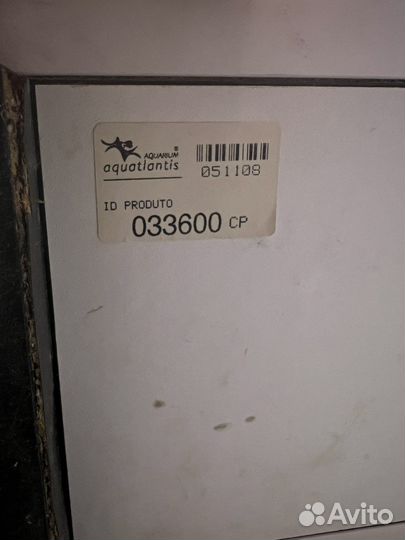 AQUARIUM ®
aquatlantis
051108
ID PRODUTO
033600 CP
Avito